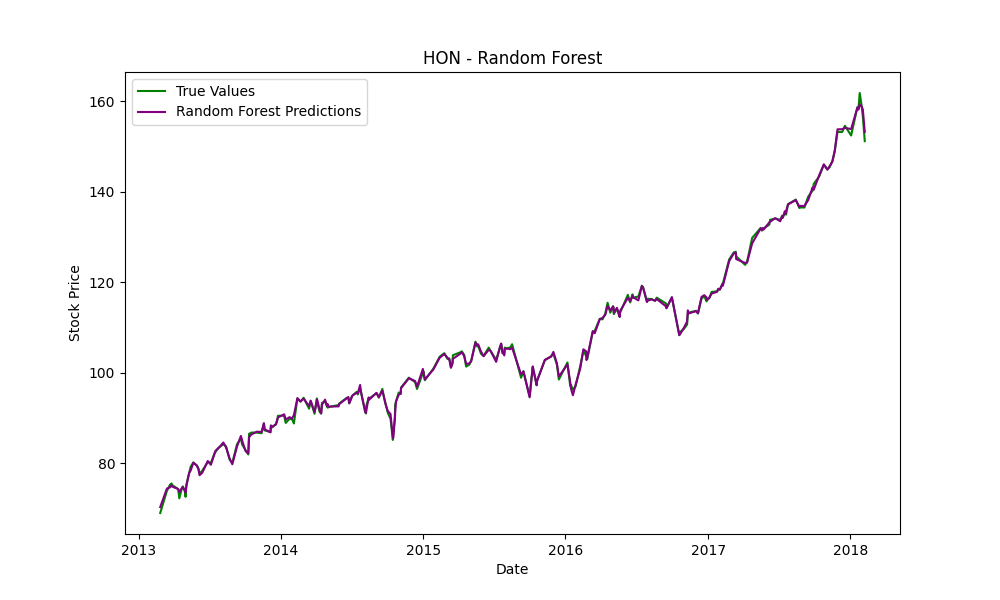 HON - Random Forest
True Values
Random Forest Predictions
160
140
120
100
80
Stock Price
2013
2014
2015
2016
2017
2018
Date